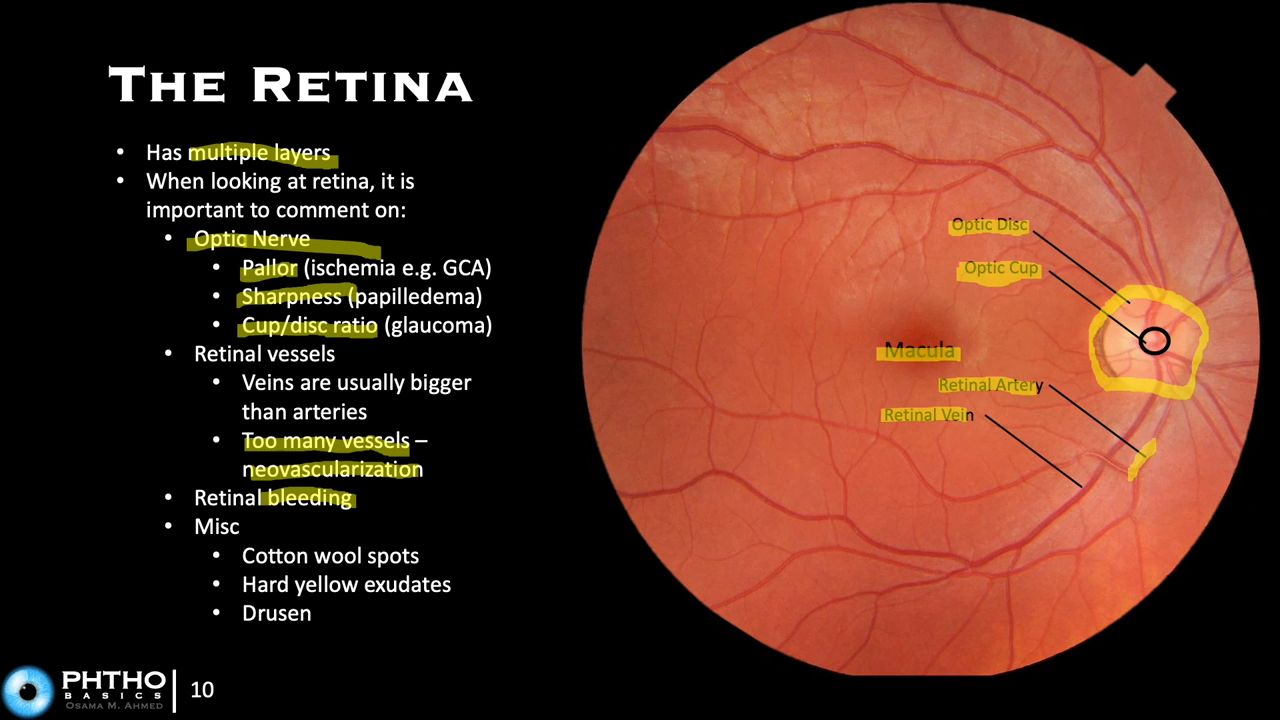 THE RETINA
• Has multiple layers
• When looking at retina, it is
important to comment on:
• Optic Nerve
• Pallor (ischemia e.g. GCA)
• Sharpness (papilledema)
• Cup/disc ratio (glaucoma)
• Retinal vessels
• Veins are usually bigger
than arteries
• Too many vessels –
neovascularization
• Retinal bleeding
• Misc
• Cotton wool spots
• Hard yellow exudates
• Drusen
Optic Disc
Optic Cup
Macula
Retinal Artery
Retinal Vein
PHTHO
BASICS
OSAMA M. AHMED
10